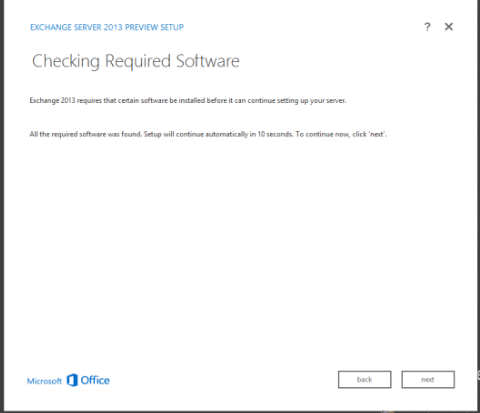 EXCHANGE SERVER 2013 PREVIEW SETUP
?
Checking Required Software
Exchange 2013 requires that certain software be installed before it can continue setting up your server.
All the required software was found. Setup will continue automatically in 10 seconds. To continue now, click 'next'.
Microsoft Office
back next